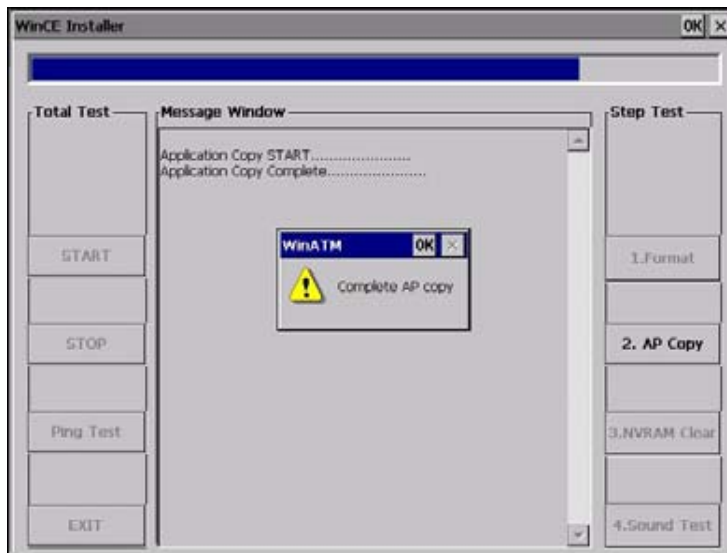 WinCE Installer OK ×
Total Test
Message Window
Step Test
Application Copy START......................
Application Copy Complete......................
WinATM OK ×
Complete AP copy
START
STOP
Ping Test
EXIT
1.Format
2. AP Copy
3.NVRAM Clear
4.Sound Test